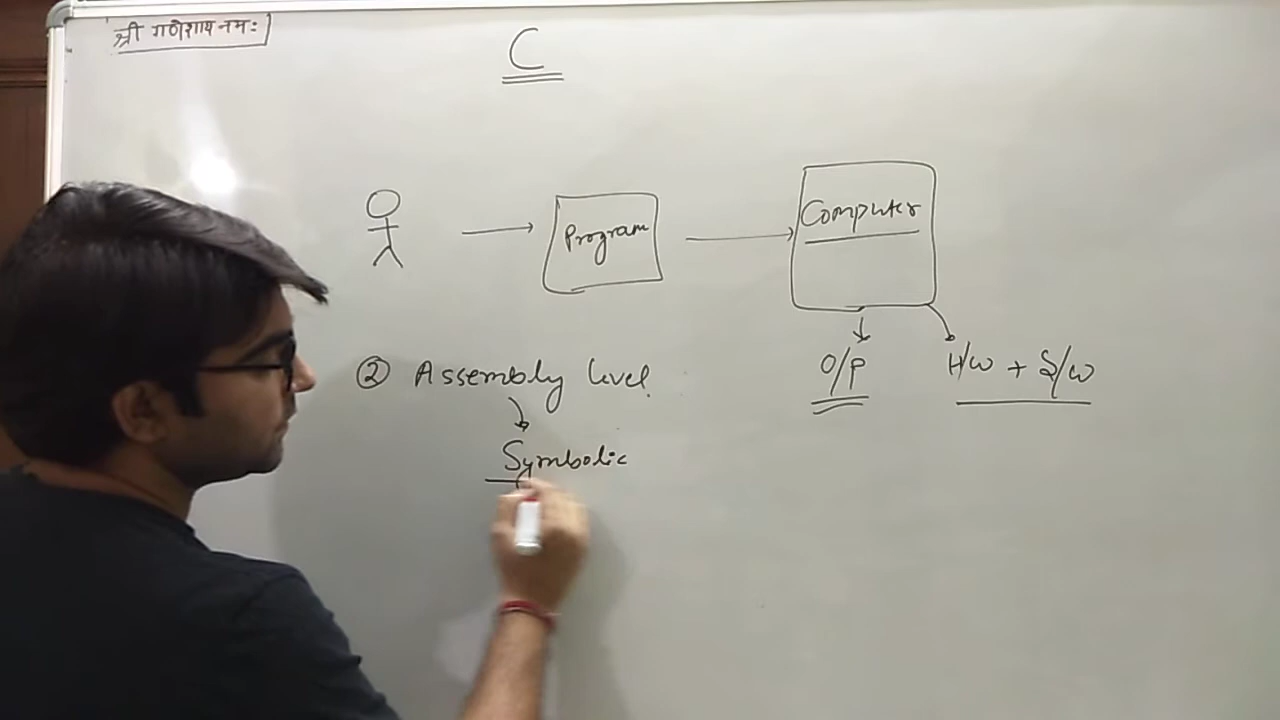 श्री गणेशाय नमः
C
Program
Computer
O/P
H/W + S/W
② Assembly level
Symbolic